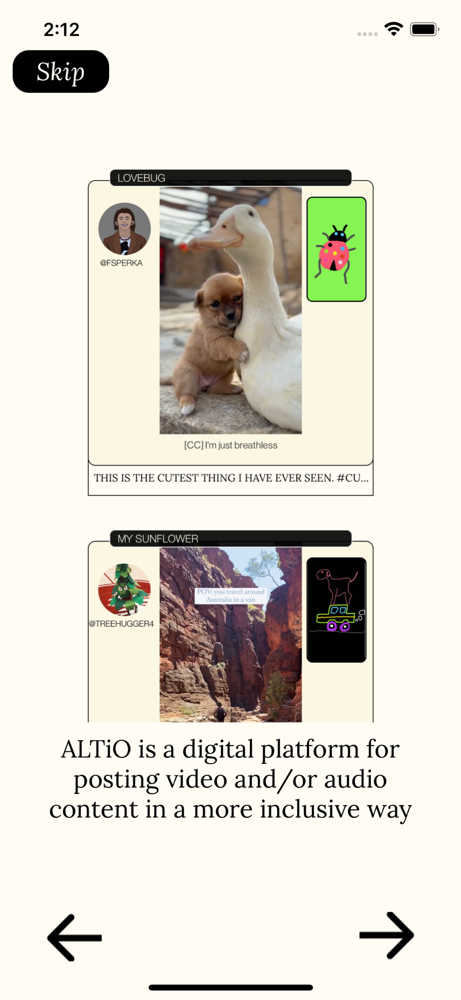 2:12
Skip
LOVEBUG
@FSPERKA
[CC] I'm just breathless
THIS IS THE CUTEST THING I HAVE EVER SEEN. #CU...
MY SUNFLOWER
@TREEHUGGER4
POV: you travel around
Australia in a van
ALTiO is a digital platform for
posting video and/or audio
content in a more inclusive way